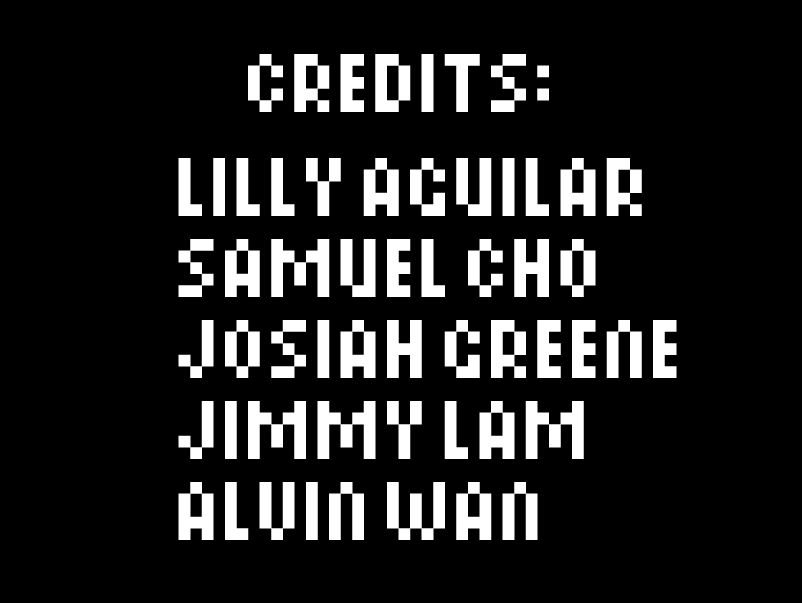 CREDITS:
LILLY AGUILAR
SAMUEL CHO
JOSIAH GREENE
JIMMY LAM
ALVIN WAN